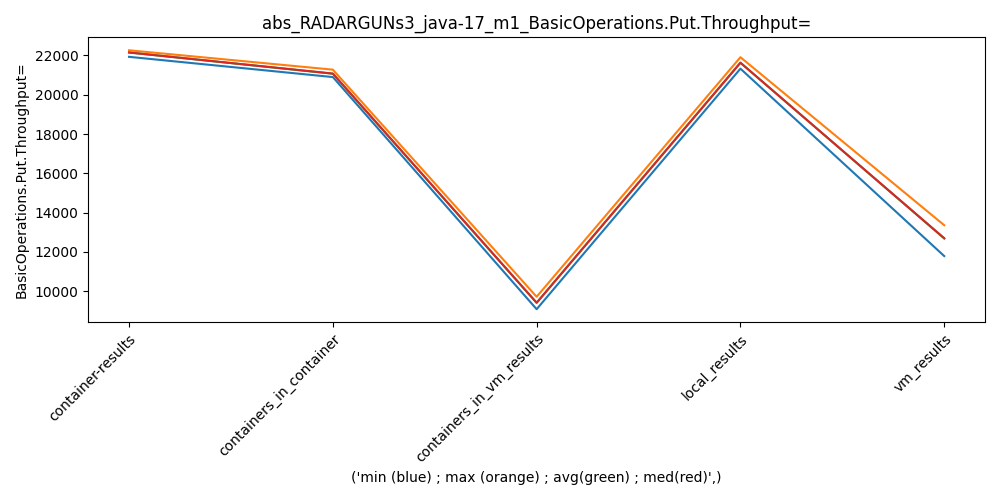 abs_RADARGUNs3_java-17_m1_BasicOperations.Put.Throughput=
BasicOperations.Put.Throughput=
22000
20000
18000
16000
14000
12000
10000
container-results
containers_in_container
containers_in_vm_results
local_results
vm_results
('min (blue) ; max (orange) ; avg(green) ; med(red)',)